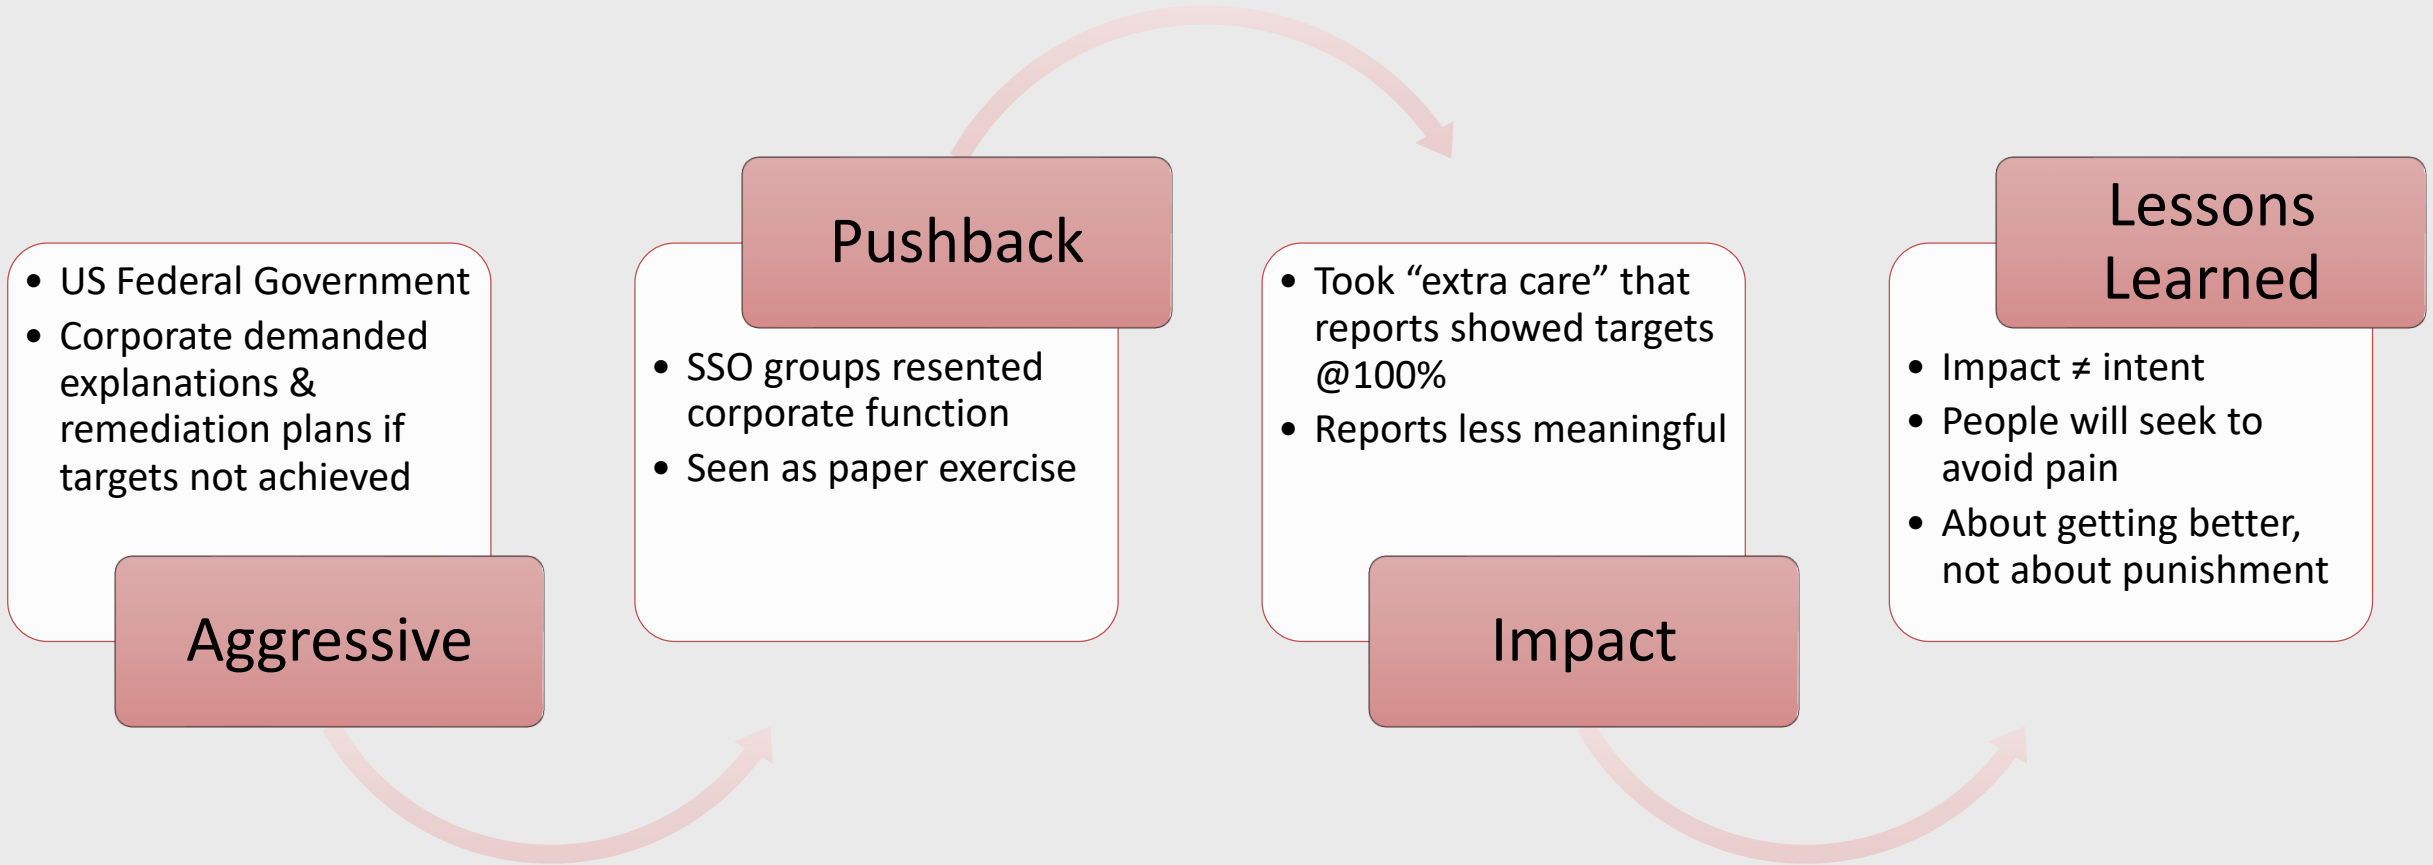 • US Federal Government
• Corporate demanded
explanations &
remediation plans if
targets not achieved
Aggressive
Pushback
• SSO groups resented
corporate function
• Seen as paper exercise
• Took “extra care” that
reports showed targets
@100%
• Reports less meaningful
Impact
Lessons
Learned
• Impact ≠ intent
• People will seek to
avoid pain
• About getting better,
not about punishment